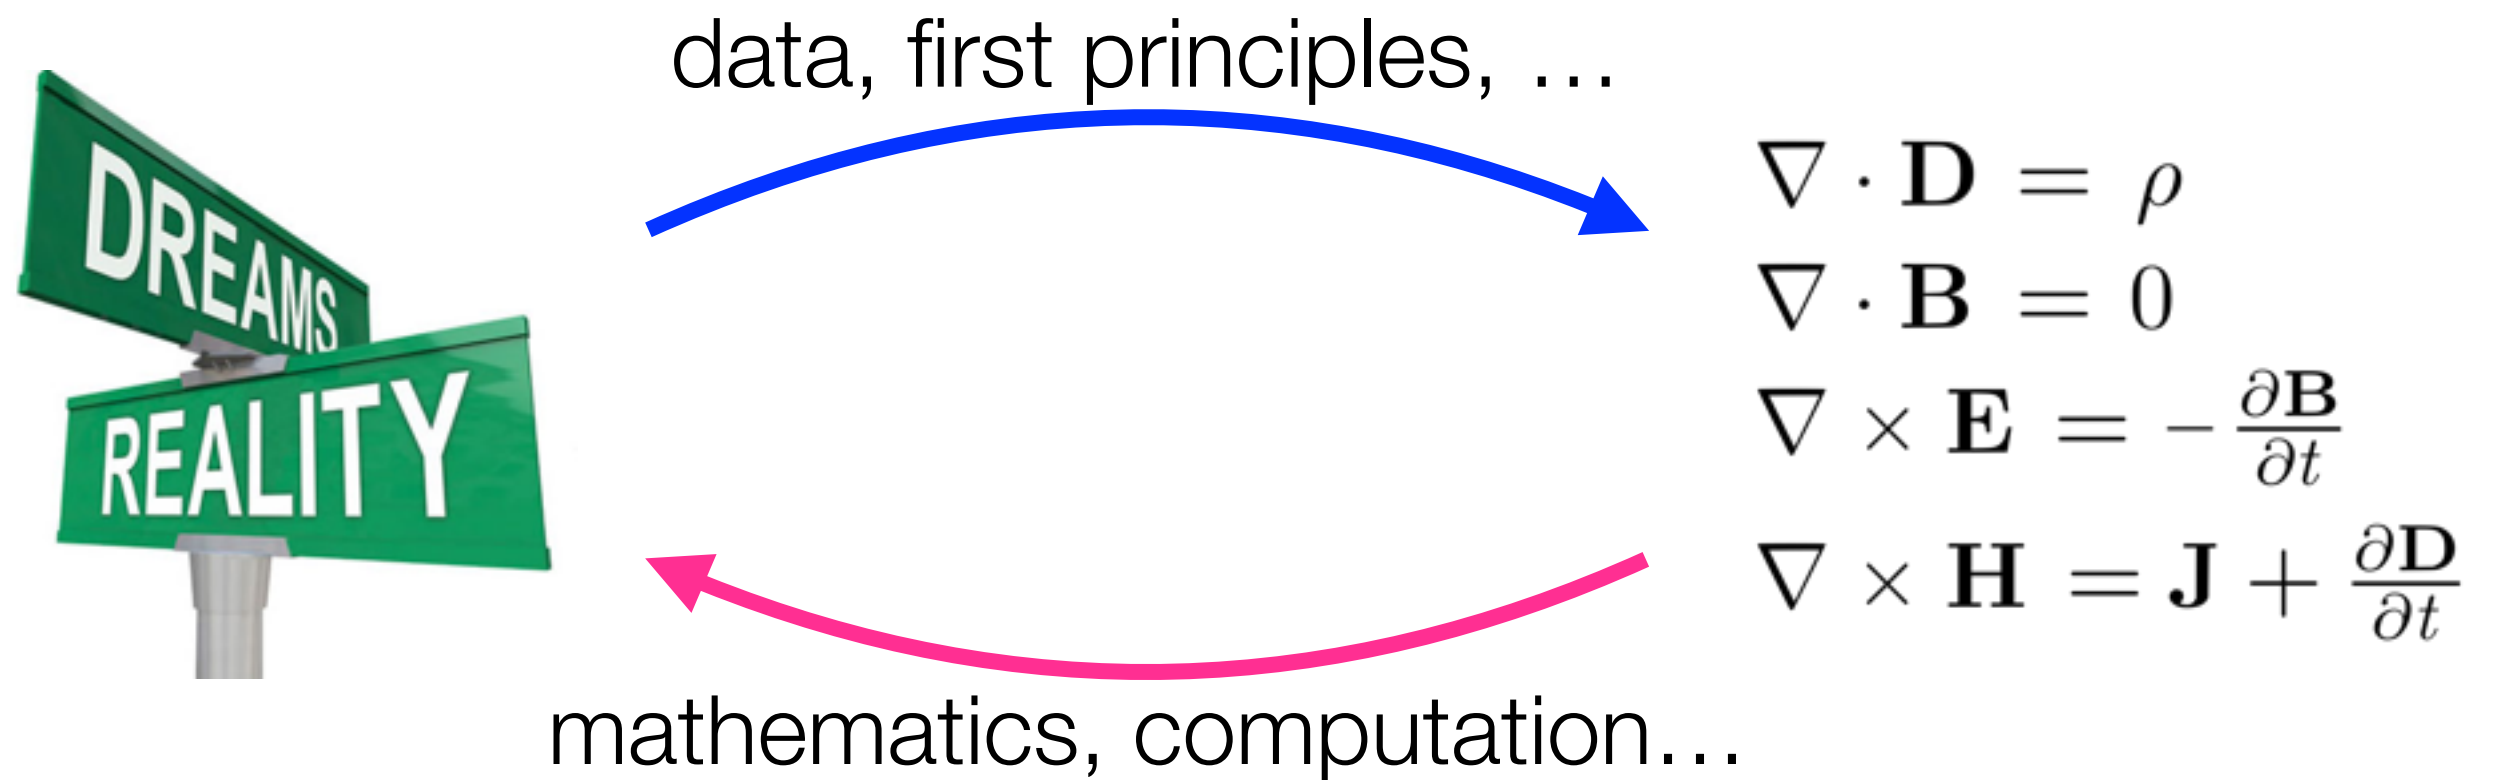 data, first principles, …
DREAMS
REALITY
∇ · D = ρ
∇ · B = 0
∇ × E = −∂B/∂t
∇ × H = J + ∂D/∂t
mathematics, computation…